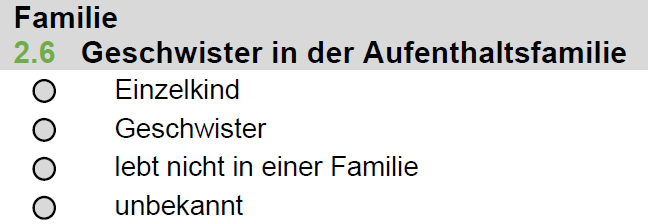 Familie
2.6 Geschwister in der Aufenthaltsfamilie
Einzelkind
Geschwister
lebt nicht in einer Familie
unbekannt